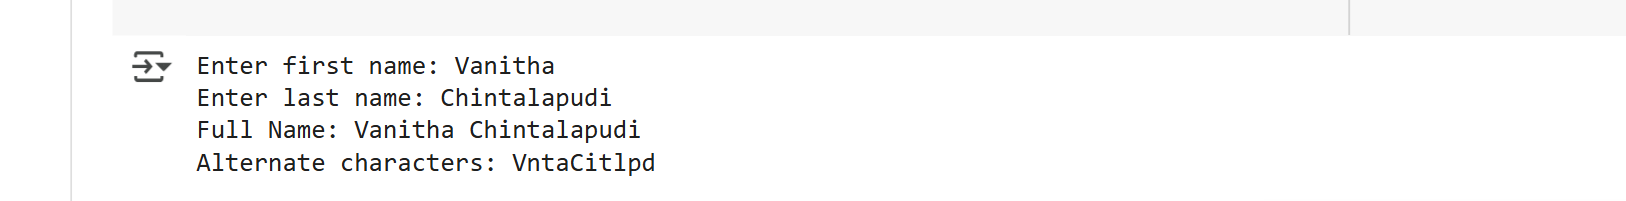 Enter first name: Vanitha
Enter last name: Chintalapudi
Full Name: Vanitha Chintalapudi
Alternate characters: VntaCitlpd